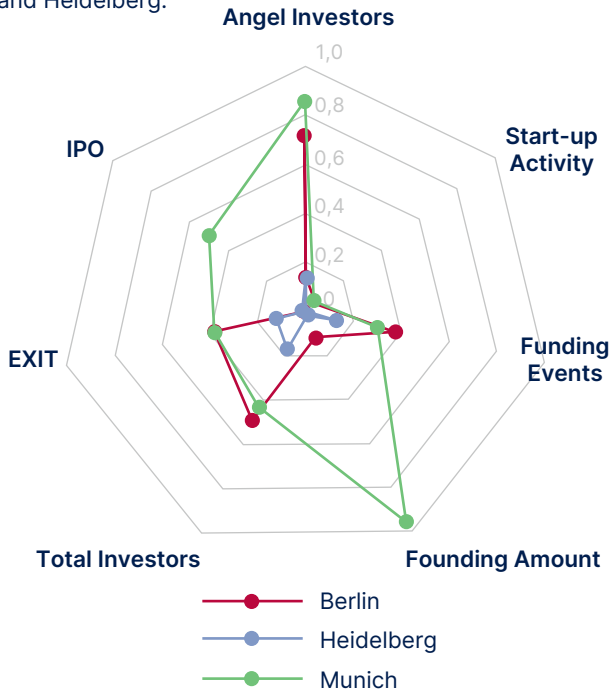 and Heidelberg.
Angel Investors
1,0
0,8
0,6
0,4
0,2
0
IPO
Start-up
Activity
EXIT
Funding
Events
Total Investors
Founding Amount
Berlin
Heidelberg
Munich